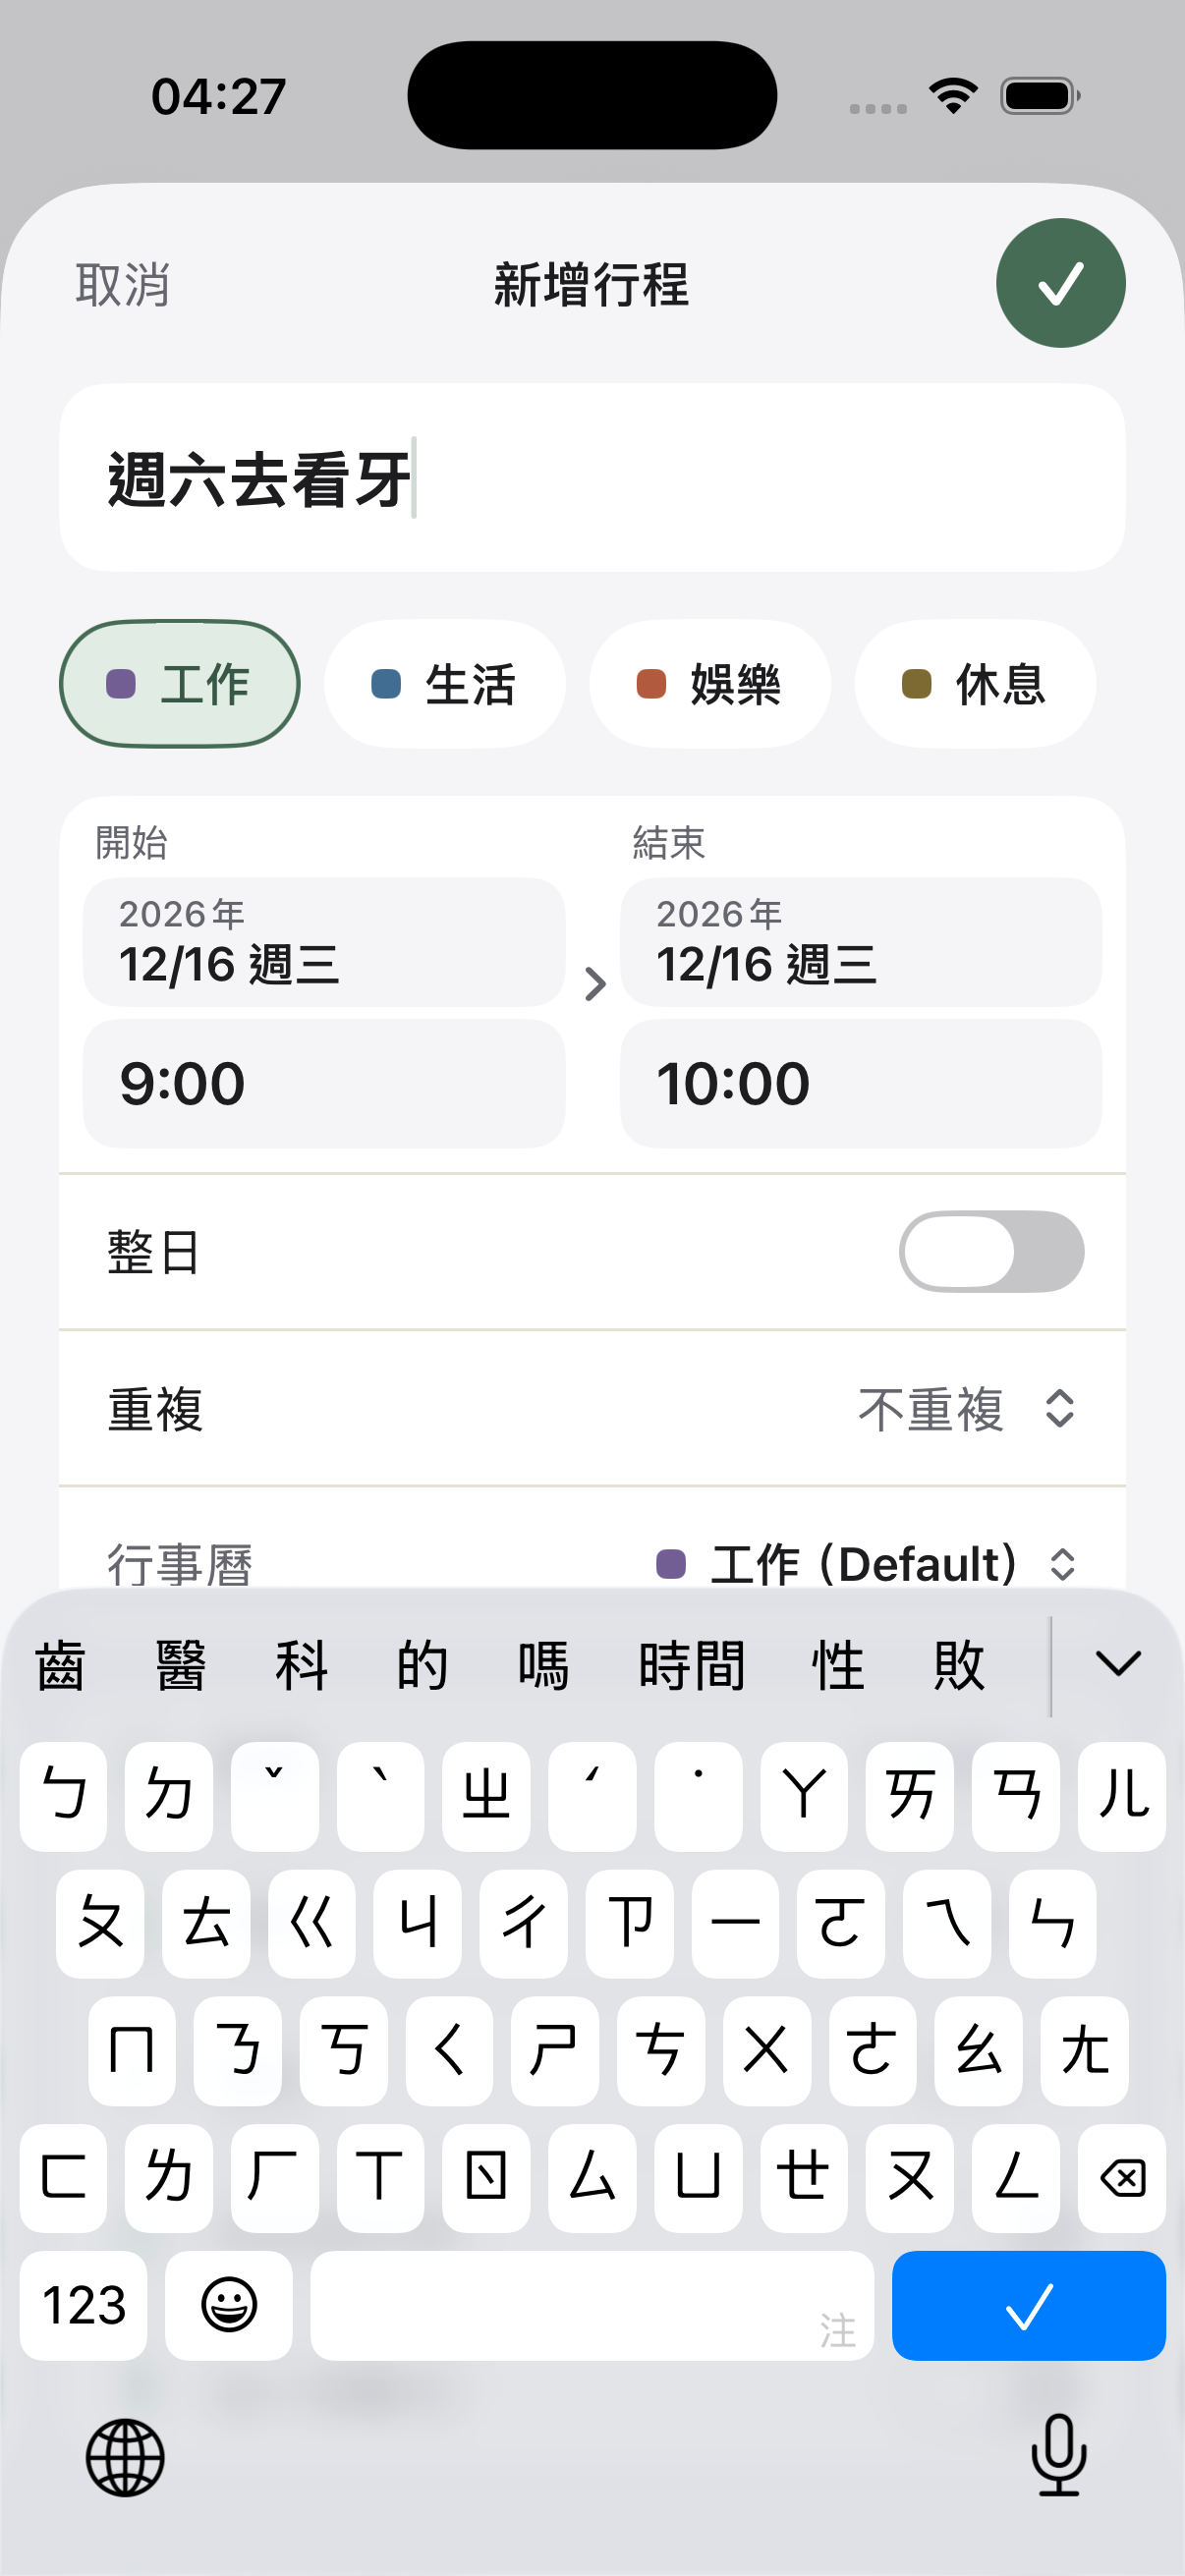 04:27
取消
新增行程
週六去看牙
工作
生活
娛樂
休息
開始
結束
2026年
12/16 週三
2026年
12/16 週三
9:00
10:00
整日
重複
不重複
行事曆
工作（Default）
齒 醫 科 的 嗎 時間 性 敗
ㄅ ㄉ ˇ ˋ ㄓ ˊ ˙ ㄚ ㄞ ㄢ ㄦ
ㄆ ㄊ ㄍ ㄐ ㄔ ㄗ ㄧ ㄛ ㄟ ㄣ
ㄇ ㄋ ㄎ ㄑ ㄕ ㄘ ㄨ ㄜ ㄠ ㄤ
ㄈ ㄌ ㄏ ㄒ ㄖ ㄙ ㄩ ㄝ ㄡ ㄥ
123
注